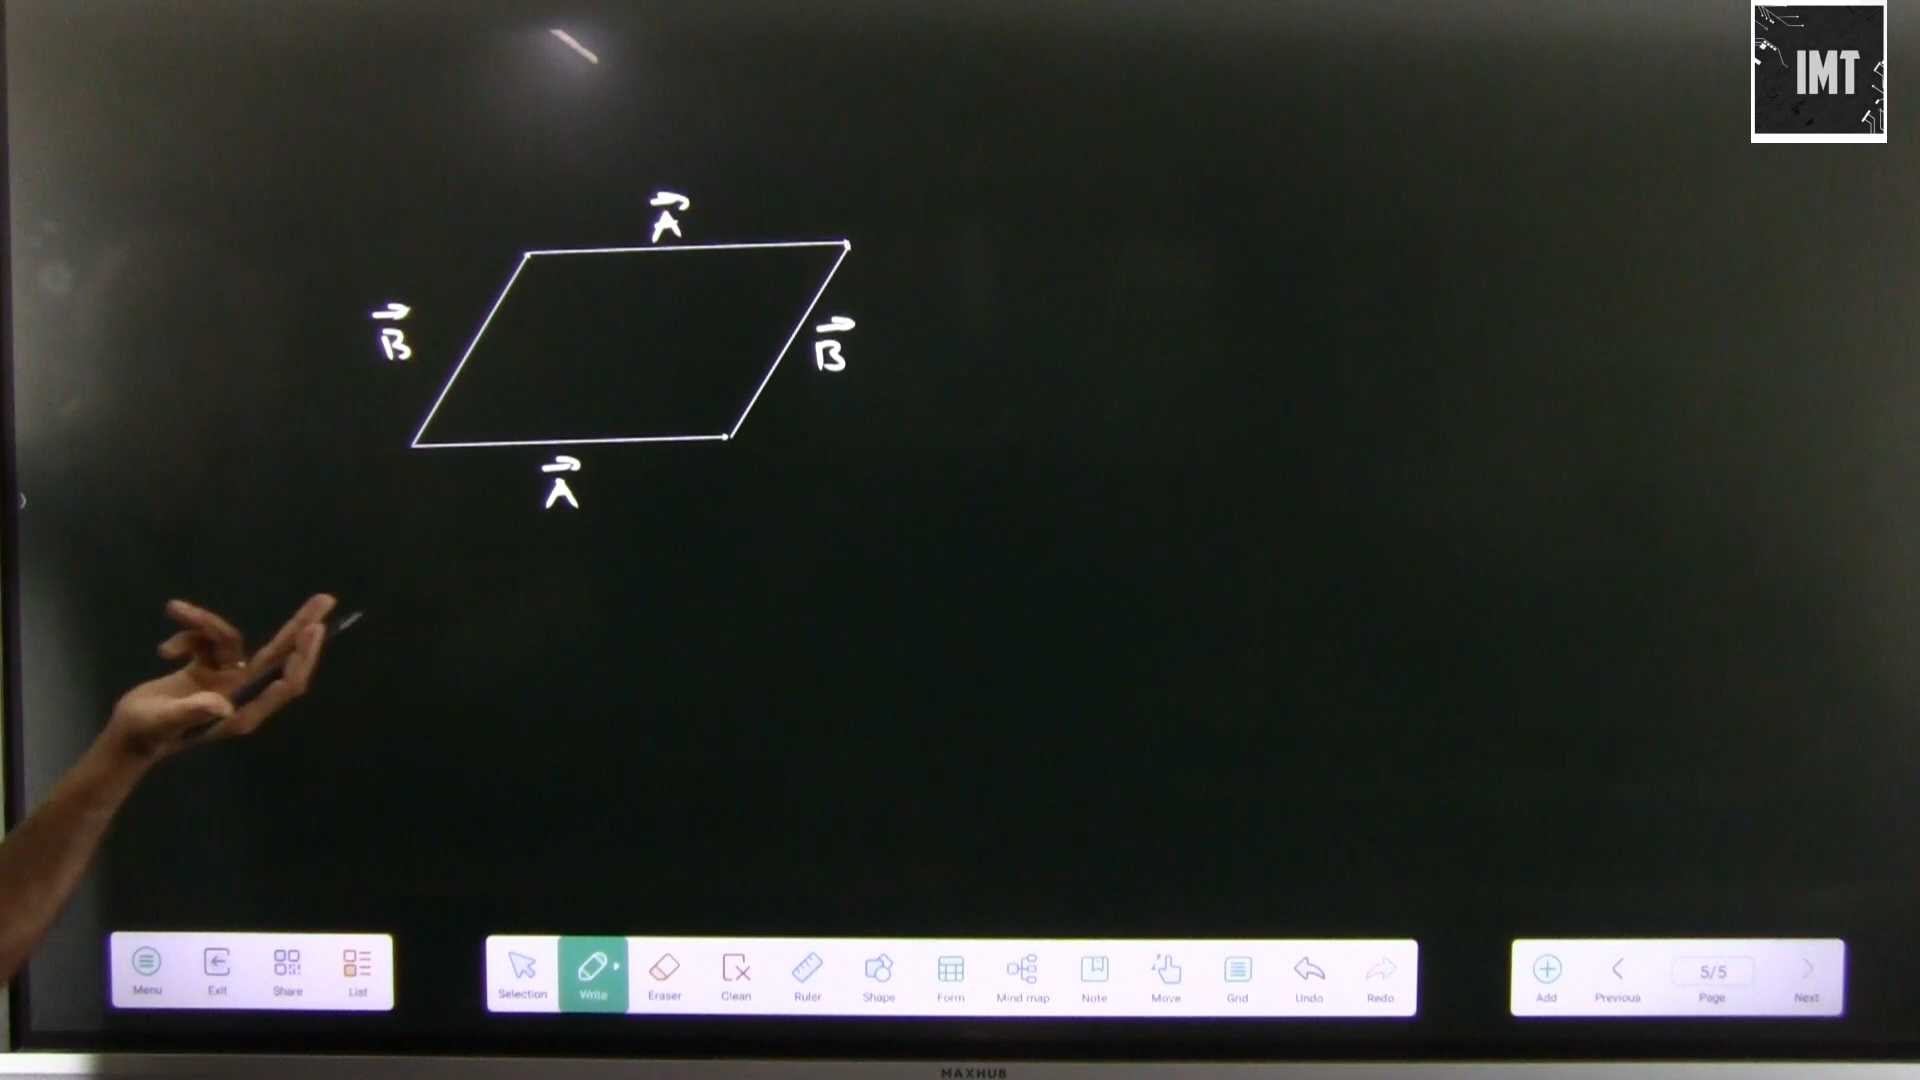 IMT
A⃗
B⃗
B⃗
A⃗
Menu Exit Share List
Selection Write Eraser Clean Ruler Shape Form Mind map Note Move Grid Undo Redo
Add Previous 5/5 Page Next
MAXHUB